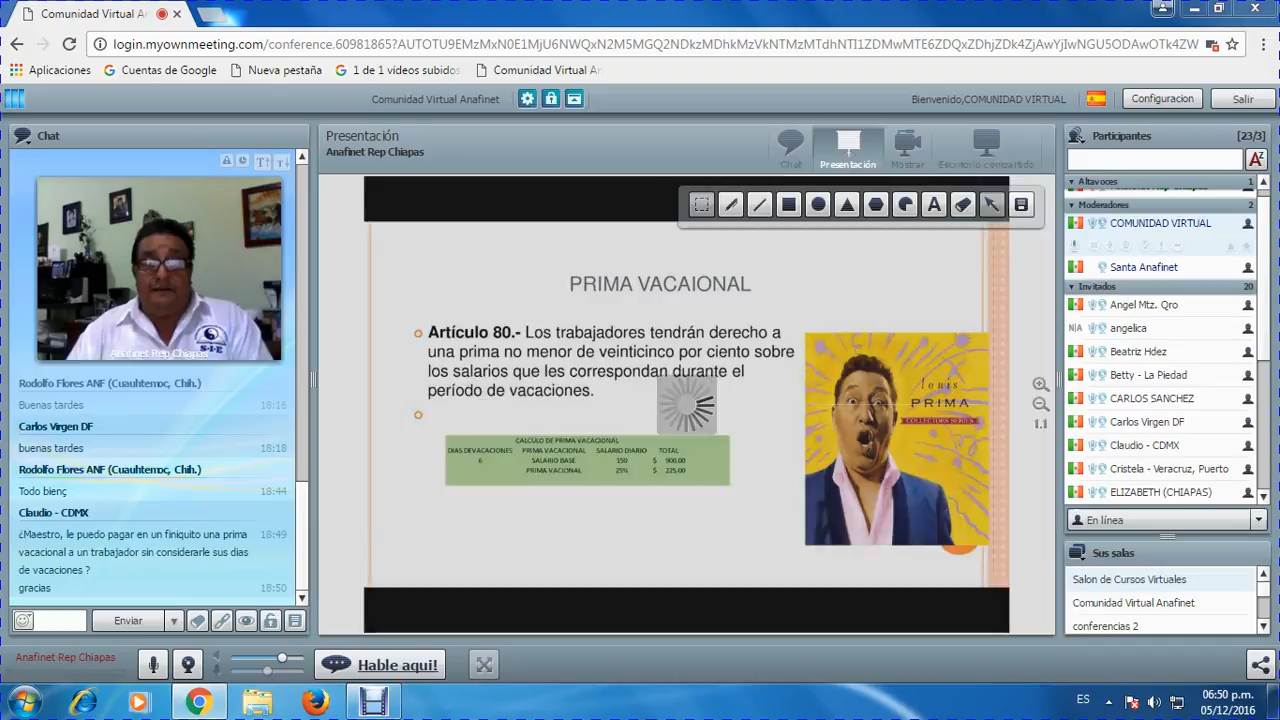 Comunidad Virtual An
login.myownmeeting.com/conference.60981865?AUTOTU9EMzMxN0E1MjU6NWQxN2M5MGQ2NDkzMDhkMzVkNTMzMTdhNTI1ZDMwMTE6ZDQxZDhjZDk4ZjAwYjIwNGU5ODAwOTk4ZW
Aplicaciones
Cuentas de Google
Nueva pestaña
1 de 1 vídeos subidos
Comunidad Virtual An
Comunidad Virtual Anafinet
Bienvenido,COMUNIDAD VIRTUAL
Configuracion
Salir
Chat
Anafinet Rep Chiapas
Rodolfo Flores ANF (Cuauhtemoc, Chih.)
Buenas tardes 18:16
Carlos Virgen DF
buenas tardes 18:18
Rodolfo Flores ANF (Cuauhtemoc, Chih.)
Todo bienç 18:44
Claudio - CDMX
¿Maestro, le puedo pagar en un finiquito una prima 18:49
vacacional a un trabajador sin considerarle sus dias
de vacaciones ?
gracias 18:50
Enviar
Presentación
Anafinet Rep Chiapas
Chat
Presentación
Mostrar
Escritorio compartido
A
PRIMA VACAIONAL
Artículo 80.- Los trabajadores tendrán derecho a
una prima no menor de veinticinco por ciento sobre
los salarios que les correspondan durante el
período de vacaciones.
CALCULO DE PRIMA VACACIONAL
DIAS DEVACACIONES PRIMA VACACIONAL SALARIO DIARIO TOTAL
6 SALARIO BASE 150 $ 900.00
PRIMA VACIONAL 25% $ 225.00
louis
PRIMA
COLLECTORS SERIES
1.1
Participantes [23/3]
Altavoces 1
Moderadores 2
COMUNIDAD VIRTUAL
Santa Anafinet
Invitados 20
Angel Mtz. Qro
N/A angelica
Beatriz Hdez
Betty - La Piedad
CARLOS SANCHEZ
Carlos Virgen DF
Claudio - CDMX
Cristela - Veracruz, Puerto
ELIZABETH (CHIAPAS)
En línea
Sus salas
Salon de Cursos Virtuales
Comunidad Virtual Anafinet
conferencias 2
Anafinet Rep Chiapas
Hable aqui!
ES
06:50 p.m.
05/12/2016